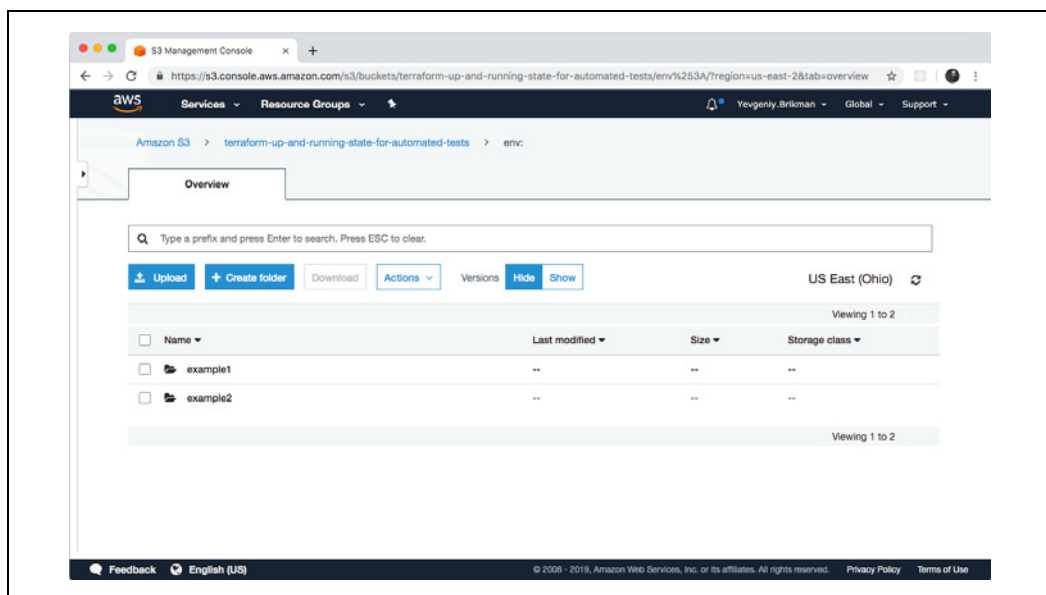 S3 Management Console × +
https://s3.console.aws.amazon.com/s3/buckets/terraform-up-and-running-state-for-automated-tests/env%253A/?region=us-east-2&tab=overview
aws Services Resource Groups Yevgeniy.Brikman Global Support
Amazon S3 > terraform-up-and-running-state-for-automated-tests > env:
Overview
Type a prefix and press Enter to search. Press ESC to clear.
Upload + Create folder Download Actions Versions Hide Show US East (Ohio)
Viewing 1 to 2
Name Last modified Size Storage class
example1 -- -- --
example2 -- -- --
Viewing 1 to 2
Feedback English (US) © 2008 - 2019, Amazon Web Services, Inc. or its affiliates. All rights reserved. Privacy Policy Terms of Use